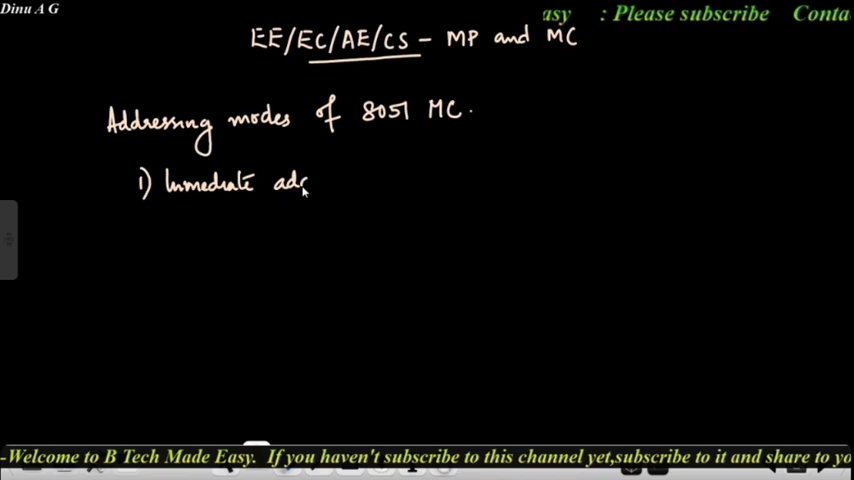 Dinu A G
asy : Please subscribe Conta
EE/EC/AE/CS - MP and MC
Addressing modes of 8051 MC.
1) Immediate add
-Welcome to B Tech Made Easy. If you haven't subscribe to this channel yet,subscribe to it and share to yo